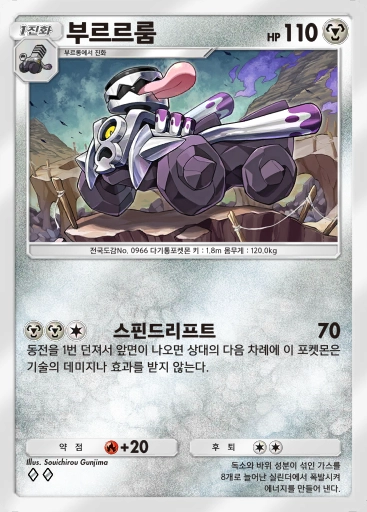 1진화
부르르룸
HP 110
부르룽에서 진화
전국도감No. 0966 다기통포켓몬 키 : 1.8m 몸무게 : 120.0kg
스핀드리프트 70
동전을 1번 던져서 앞면이 나오면 상대의 다음 차례에 이 포켓몬은
기술의 데미지나 효과를 받지 않는다.
약점 +20
후퇴
Illus. Souichirou Gunjima
독소와 바위 성분이 섞인 가스를
8개로 늘어난 실린더에서 폭발시켜
에너지를 만들어 낸다.